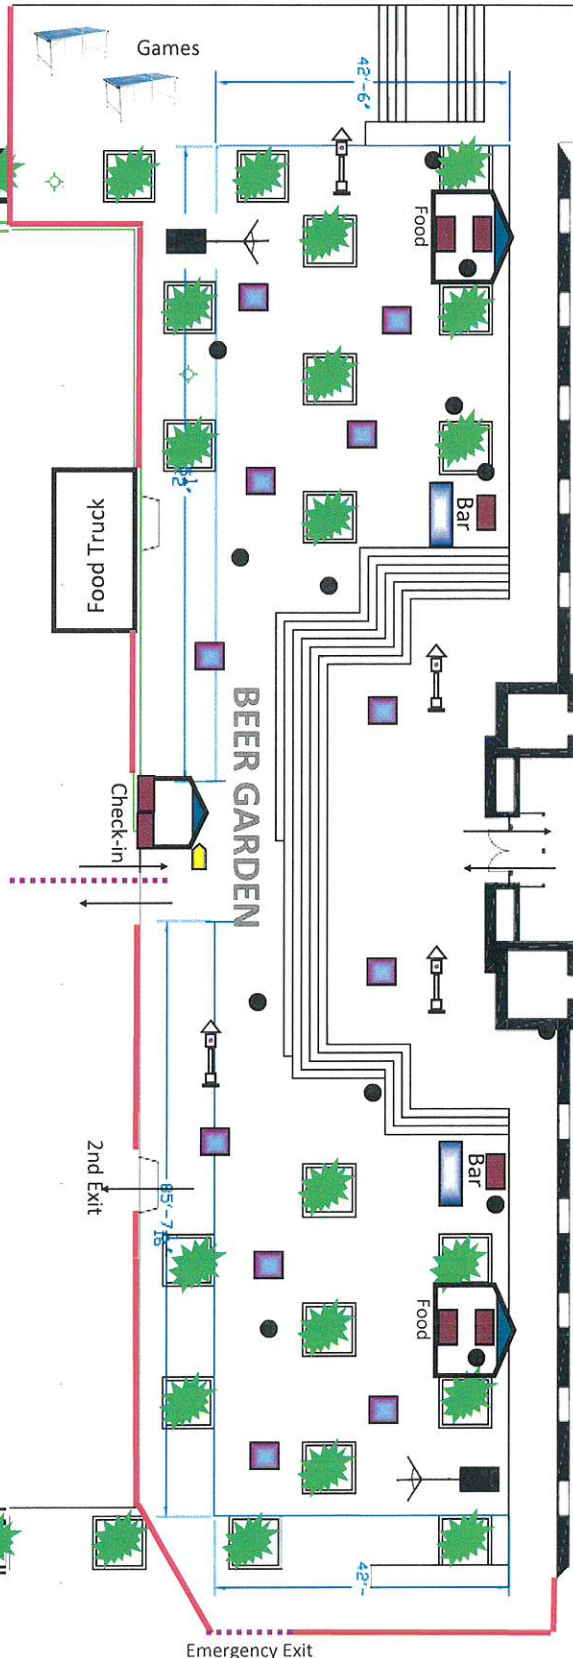 Games
42'-6"
Food
Bar
Food Truck
BEER GARDEN
Check-in
2nd Exit
Bar
Food
42'-
Emergency Exit